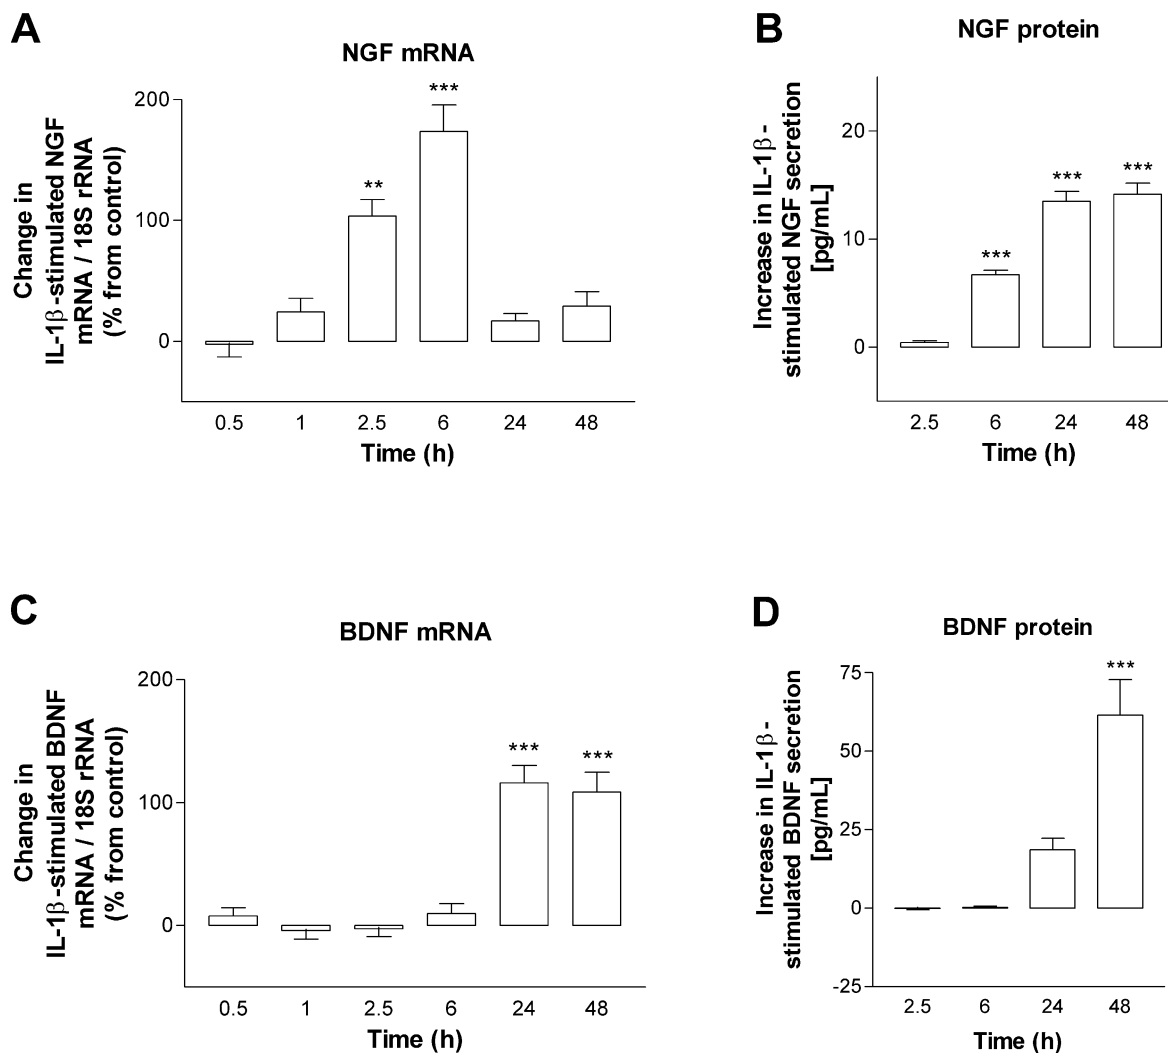 A
NGF mRNA
Change in
IL-1β-stimulated NGF
mRNA / 18S rRNA
(% from control)
200
100
0
**
***
0.5 1 2.5 6 24 48
Time (h)
B
NGF protein
Increase in IL-1β-
stimulated NGF secretion
[pg/mL]
20
10
0
***
***
***
2.5 6 24 48
Time (h)
C
BDNF mRNA
Change in
IL-1β-stimulated BDNF
mRNA / 18S rRNA
(% from control)
200
100
0
***
***
0.5 1 2.5 6 24 48
Time (h)
D
BDNF protein
Increase in IL-1β-
stimulated BDNF secretion
[pg/mL]
75
50
25
0
-25
***
2.5 6 24 48
Time (h)